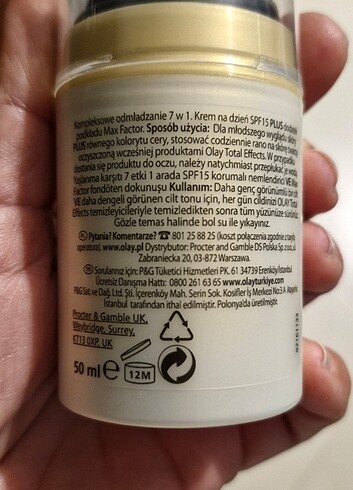 Kompleksowe odmładzanie 7 w 1. Krem na dzień SPF15 PLUS dodatek
podkładu Max Factor. Sposób użycia: Dla młodszego wyglądu skóry
PLUS równego kolorytu cery, stosować codziennie rano na skórę twarzy
oczyszczoną wcześniej produktami Olay Total Effects. W przypadku
dostania się produktu do oczu, należy natychmiast przepłukać je wodą.
Yaşlanma karşıtı 7 etki 1 arada SPF15 korumalı nemlendirici VE Max
Factor fondöten dokunuşu Kullanım: Daha genç görünümlü bir cilt
VE daha dengeli görünen cilt tonu için, her gün cildinizi OLAY Total
Effects temizleyicileriyle temizledikten sonra tüm yüzünüze sürünüz.
Gözle temas halinde bol su ile yıkayınız.
Pytania? Komentarze? ☎ 801 25 88 25 (koszt połączenia zgodnie z taryfą
operatora). www.olay.pl Dystrybutor: Procter and Gamble DS Polska Sp. z o.o.,
Zabraniecka 20, 03-872 Warszawa.
Sorularınız için: P&G Tüketici Hizmetleri PK. 61 34739 Erenköy/İstanbul
Ücretsiz Danışma Hattı: 0800 261 63 65 www.olayturkiye.com
P&G Sat. ve Dağ. Ltd. Şti. İçerenköy Mah. Serin Sok. Kosifler İş Merkezi No:3 A Ataşehir,
İstanbul tarafından ithal edilmiştir. Polonya'da üretilmiştir.
Procter & Gamble UK,
Weybridge, Surrey,
KT13 0XP, UK
50 ml e 12M
92161133